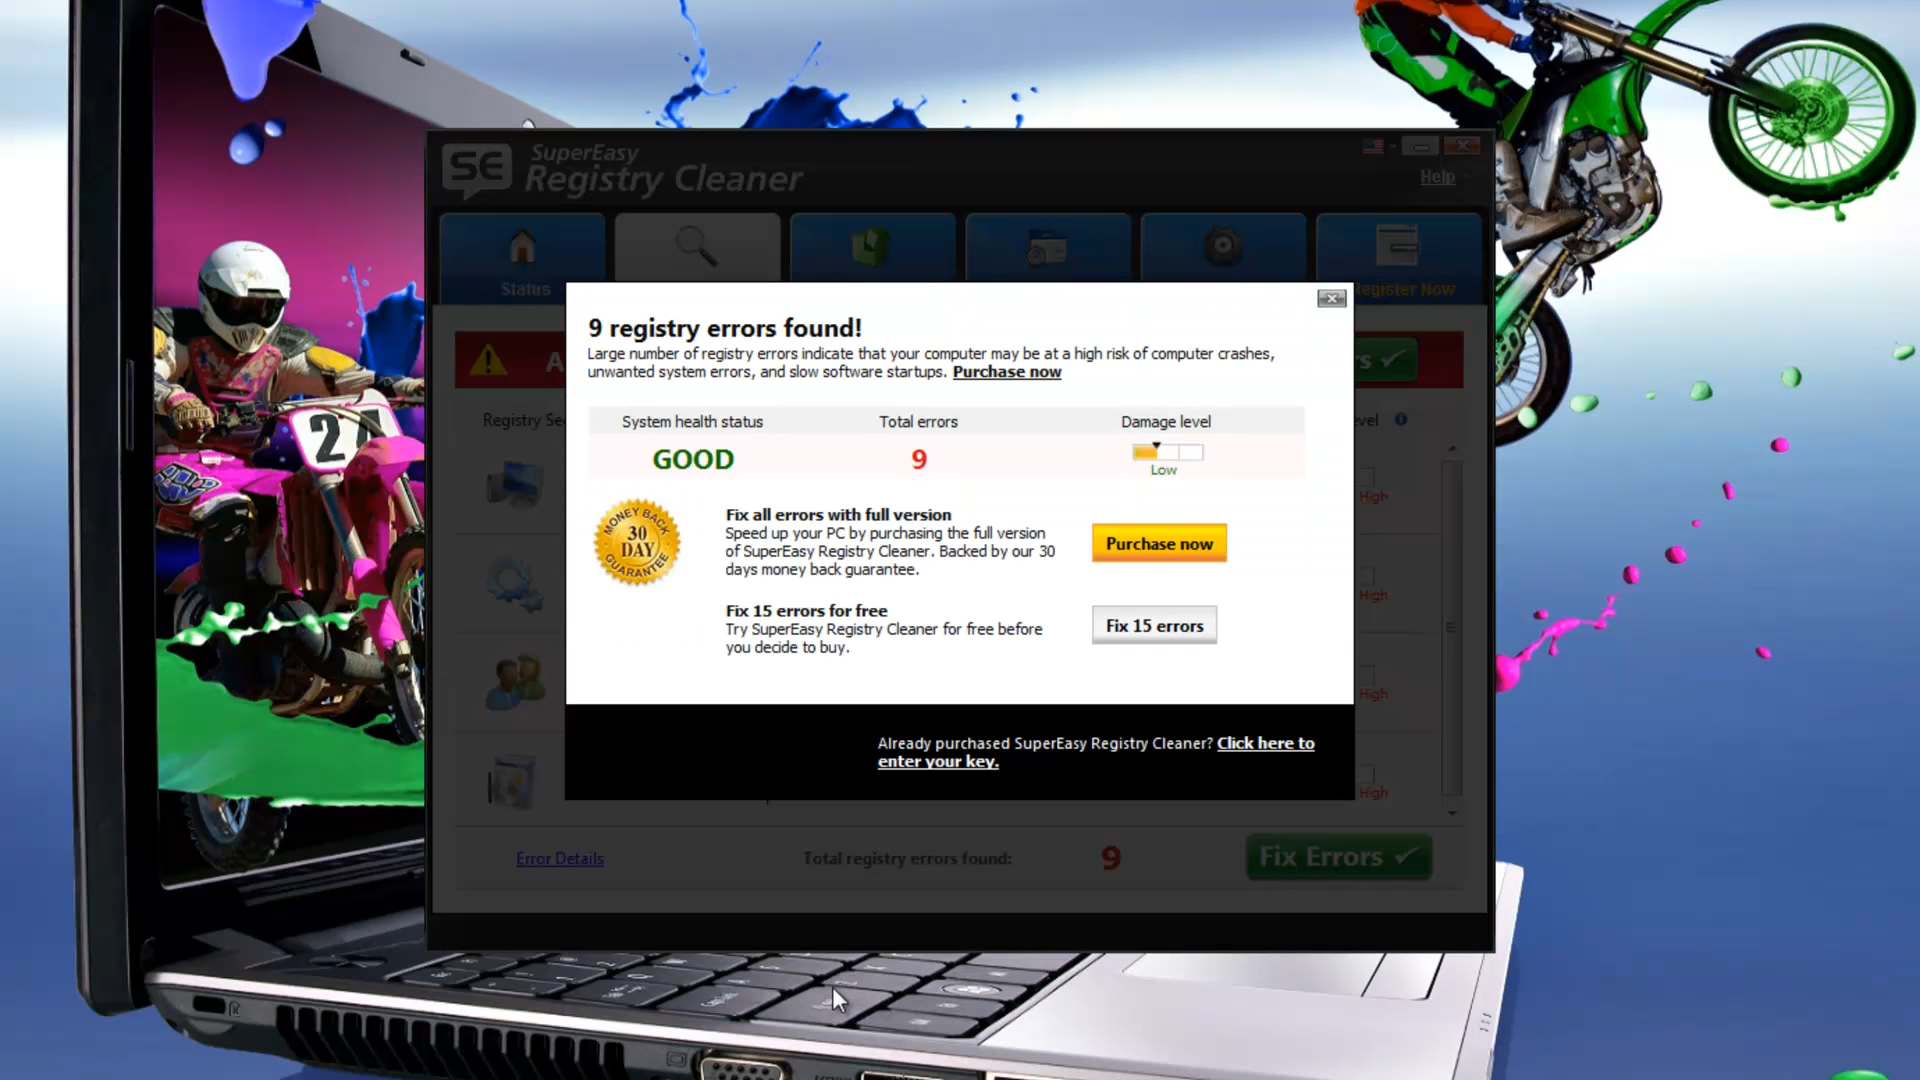 SE
SuperEasy
Registry Cleaner
Help
Status
Register Now
9 registry errors found!
Large number of registry errors indicate that your computer may be at a high risk of computer crashes,
unwanted system errors, and slow software startups. Purchase now
System health status
Total errors
Damage level
GOOD
9
Low
MONEY BACK
30
DAY
GUARANTEE
Fix all errors with full version
Speed up your PC by purchasing the full version
of SuperEasy Registry Cleaner. Backed by our 30
days money back guarantee.
Purchase now
Fix 15 errors for free
Try SuperEasy Registry Cleaner for free before
you decide to buy.
Fix 15 errors
Already purchased SuperEasy Registry Cleaner? Click here to
enter your key.
Registry Se
High
High
High
High
Error Details
Total registry errors found:
9
Fix Errors